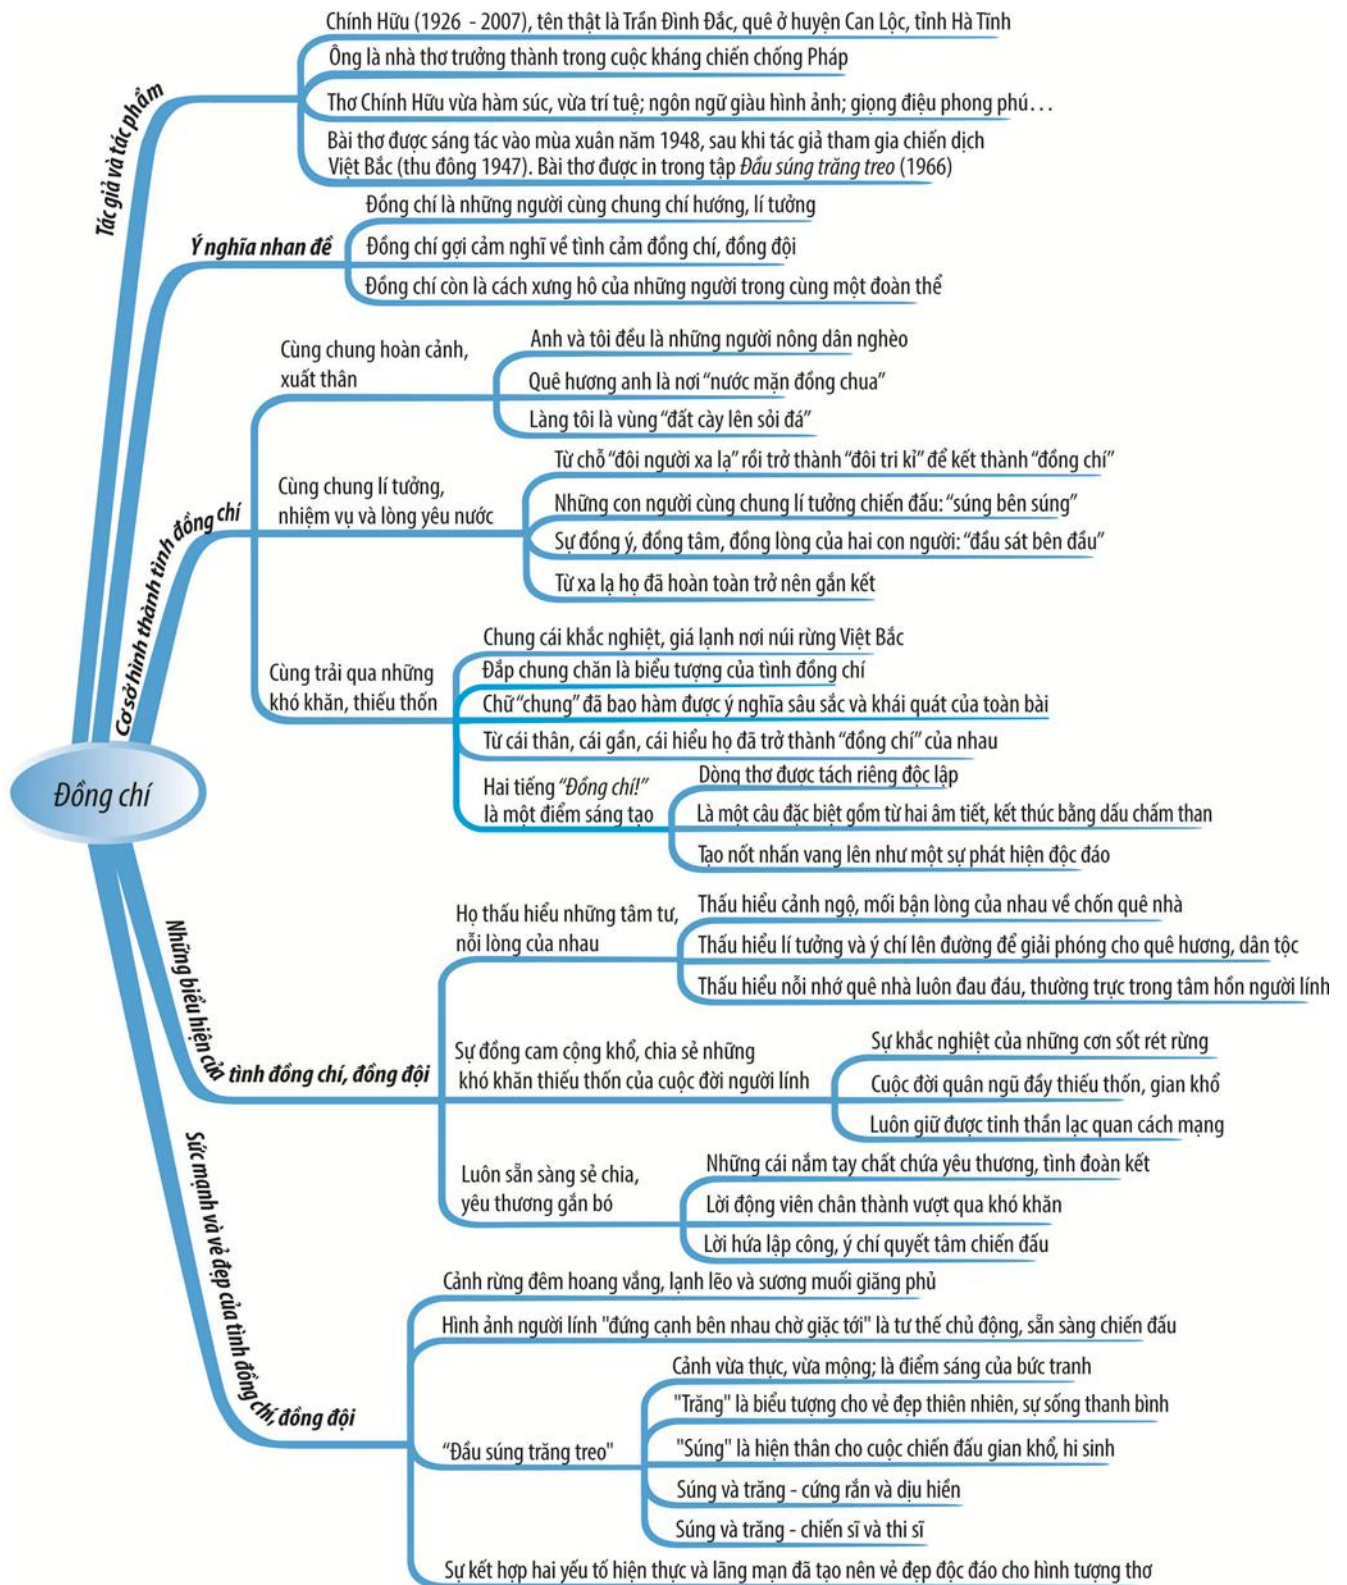 Chính Hữu (1926 - 2007), tên thật là Trần Đình Đắc, quê ở huyện Can Lộc, tỉnh Hà Tĩnh
Ông là nhà thơ trưởng thành trong cuộc kháng chiến chống Pháp
Tác giả và tác phẩm
Thơ Chính Hữu vừa hàm súc, vừa trí tuệ; ngôn ngữ giàu hình ảnh; giọng điệu phong phú…
Bài thơ được sáng tác vào mùa xuân năm 1948, sau khi tác giả tham gia chiến dịch
Việt Bắc (thu đông 1947). Bài thơ được in trong tập Đầu súng trăng treo (1966)
Đồng chí là những người cùng chung chí hướng, lí tưởng
Ý nghĩa nhan đề
Đồng chí gợi cảm nghĩ về tình cảm đồng chí, đồng đội
Đồng chí còn là cách xưng hô của những người trong cùng một đoàn thể
Cơ sở hình thành tình đồng chí
Cùng chung hoàn cảnh,
xuất thân
Anh và tôi đều là những người nông dân nghèo
Quê hương anh là nơi “nước mặn đồng chua”
Làng tôi là vùng “đất cày lên sỏi đá”
Cùng chung lí tưởng,
nhiệm vụ và lòng yêu nước
Từ chỗ “đôi người xa lạ” rồi trở thành “đôi tri kỉ” để kết thành “đồng chí”
Những con người cùng chung lí tưởng chiến đấu: “súng bên súng”
Sự đồng ý, đồng tâm, đồng lòng của hai con người: “đầu sát bên đầu”
Từ xa lạ họ đã hoàn toàn trở nên gắn kết
Cùng trải qua những
khó khăn, thiếu thốn
Chung cái khắc nghiệt, giá lạnh nơi núi rừng Việt Bắc
Đắp chung chăn là biểu tượng của tình đồng chí
Chữ “chung” đã bao hàm được ý nghĩa sâu sắc và khái quát của toàn bài
Từ cái thân, cái gần, cái hiểu họ đã trở thành “đồng chí” của nhau
Hai tiếng “Đồng chí!”
là một điểm sáng tạo
Dòng thơ được tách riêng độc lập
Là một câu đặc biệt gồm từ hai âm tiết, kết thúc bằng dấu chấm than
Tạo nốt nhấn vang lên như một sự phát hiện độc đáo
Đồng chí
Những biểu hiện của tình đồng chí, đồng đội
Họ thấu hiểu những tâm tư,
nỗi lòng của nhau
Thấu hiểu cảnh ngộ, mối bận lòng của nhau về chốn quê nhà
Thấu hiểu lí tưởng và ý chí lên đường để giải phóng cho quê hương, dân tộc
Thấu hiểu nỗi nhớ quê nhà luôn đau đáu, thường trực trong tâm hồn người lính
Sự đồng cam cộng khổ, chia sẻ những
khó khăn thiếu thốn của cuộc đời người lính
Sự khắc nghiệt của những cơn sốt rét rừng
Cuộc đời quân ngũ đầy thiếu thốn, gian khổ
Luôn giữ được tinh thần lạc quan cách mạng
Luôn sẵn sàng sẻ chia,
yêu thương gắn bó
Những cái nắm tay chất chứa yêu thương, tình đoàn kết
Lời động viên chân thành vượt qua khó khăn
Lời hứa lập công, ý chí quyết tâm chiến đấu
Sức mạnh và vẻ đẹp của tình đồng chí, đồng đội
Cảnh rừng đêm hoang vắng, lạnh lẽo và sương muối giăng phủ
Hình ảnh người lính "đứng cạnh bên nhau chờ giặc tới" là tư thế chủ động, sẵn sàng chiến đấu
“Đầu súng trăng treo"
Cảnh vừa thực, vừa mộng; là điểm sáng của bức tranh
"Trăng" là biểu tượng cho vẻ đẹp thiên nhiên, sự sống thanh bình
"Súng" là hiện thân cho cuộc chiến đấu gian khổ, hi sinh
Súng và trăng - cứng rắn và dịu hiền
Súng và trăng - chiến sĩ và thi sĩ
Sự kết hợp hai yếu tố hiện thực và lãng mạn đã tạo nên vẻ đẹp độc đáo cho hình tượng thơ